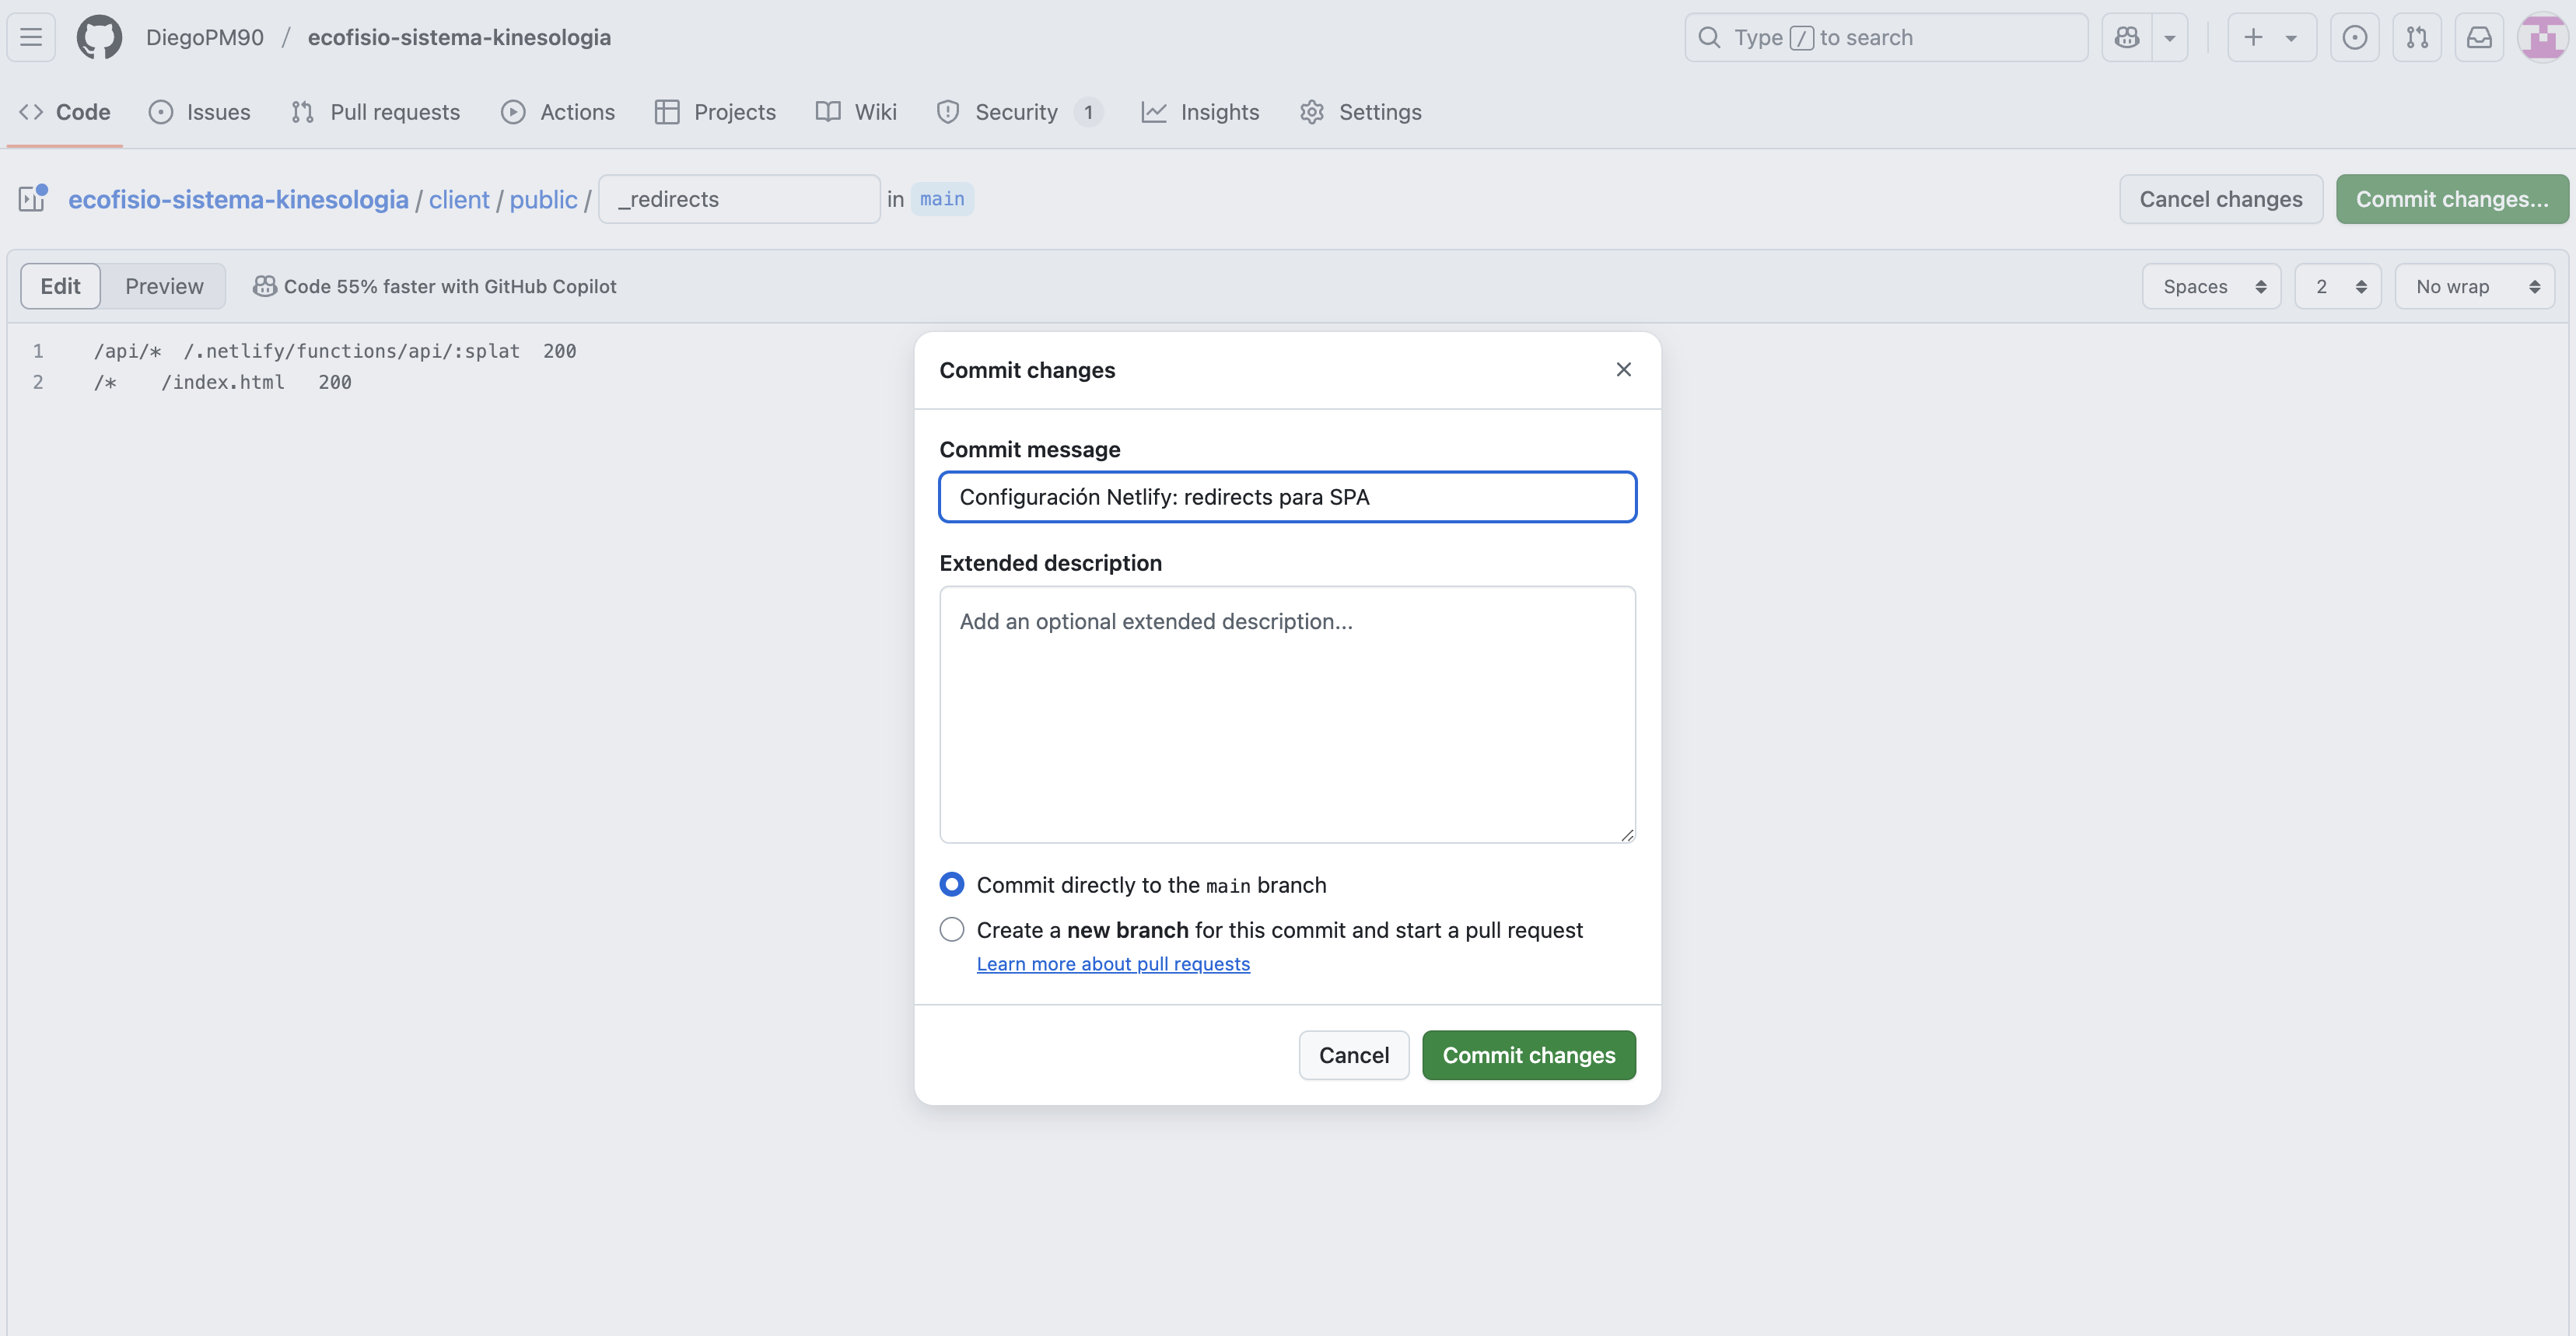 DiegoPM90 / ecofisio-sistema-kinesologia
Type / to search
Code Issues Pull requests Actions Projects Wiki Security 1 Insights Settings
ecofisio-sistema-kinesologia / client / public / _redirects in main
Cancel changes Commit changes...
Edit Preview Code 55% faster with GitHub Copilot
Spaces 2 No wrap
1 /api/* /.netlify/functions/api/:splat 200
2 /* /index.html 200
Commit changes
Commit message
Configuración Netlify: redirects para SPA
Extended description
Add an optional extended description...
Commit directly to the main branch
Create a new branch for this commit and start a pull request
Learn more about pull requests
Cancel Commit changes